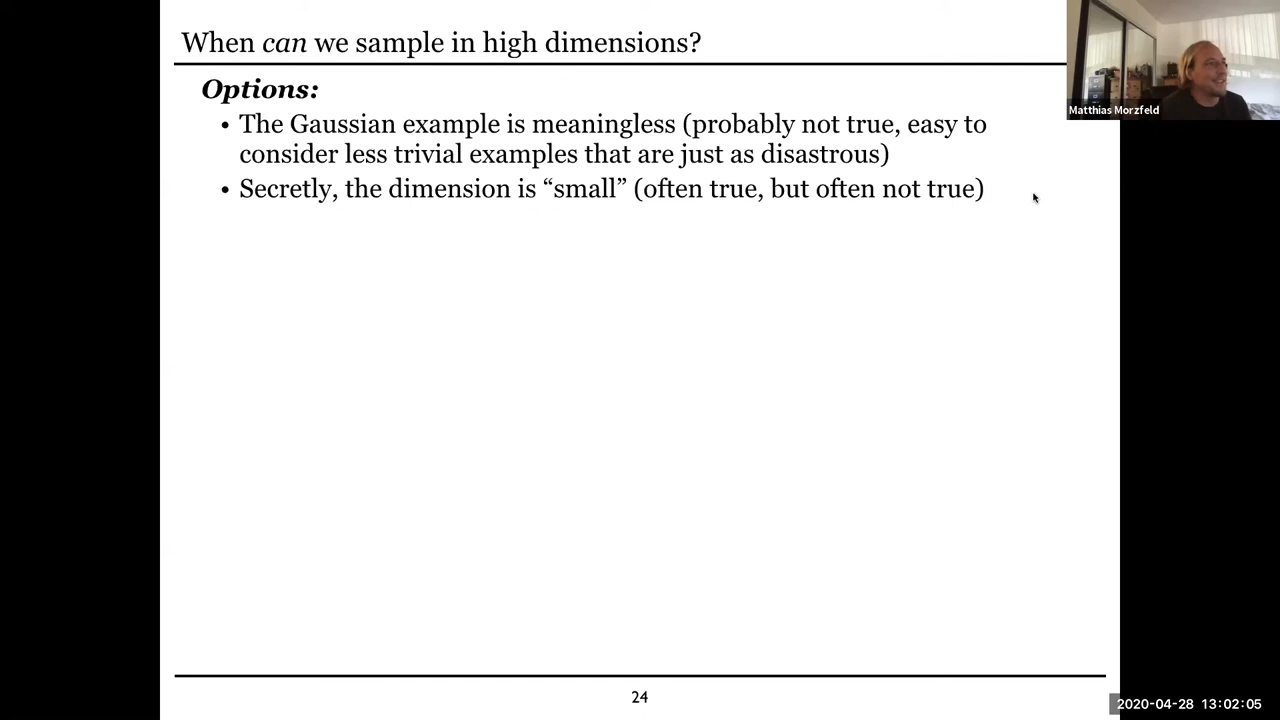 When can we sample in high dimensions?
Matthias Morzfeld
Options:
• The Gaussian example is meaningless (probably not true, easy to
consider less trivial examples that are just as disastrous)
• Secretly, the dimension is “small” (often true, but often not true)
24
2020-04-28 13:02:05